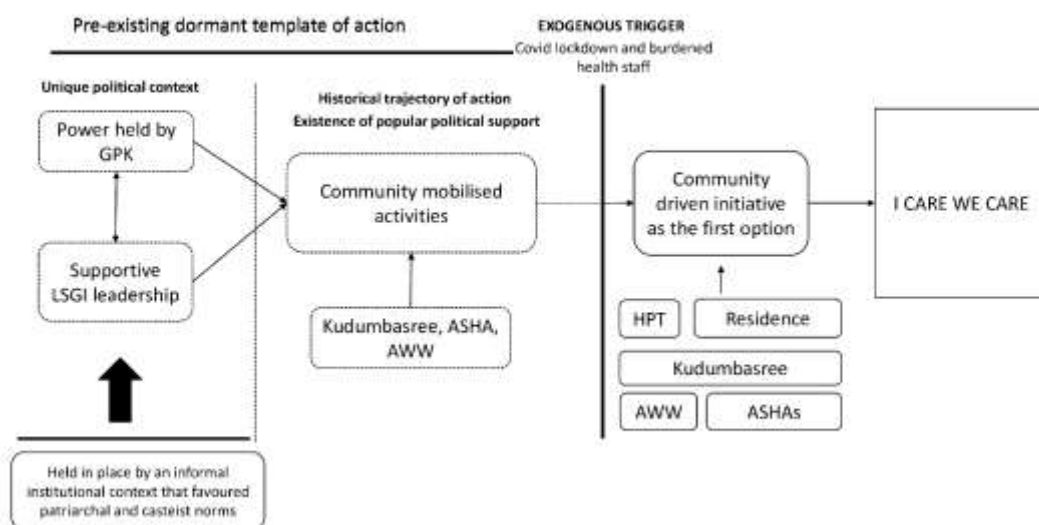 Pre-existing dormant template of action
EXOGENOUS TRIGGER
Covid lockdown and burdened
health staff
Unique political context
Power held by
GPK
Supportive
LSGI leadership
Held in place by an informal
institutional context that favoured
patriarchal and casteist norms
Historical trajectory of action
Existence of popular political support
Community mobilised
activities
Kudumbasree, ASHA,
AWW
Community
driven initiative
as the first option
HPT
Residence
Kudumbasree
AWW
ASHAs
I CARE WE CARE